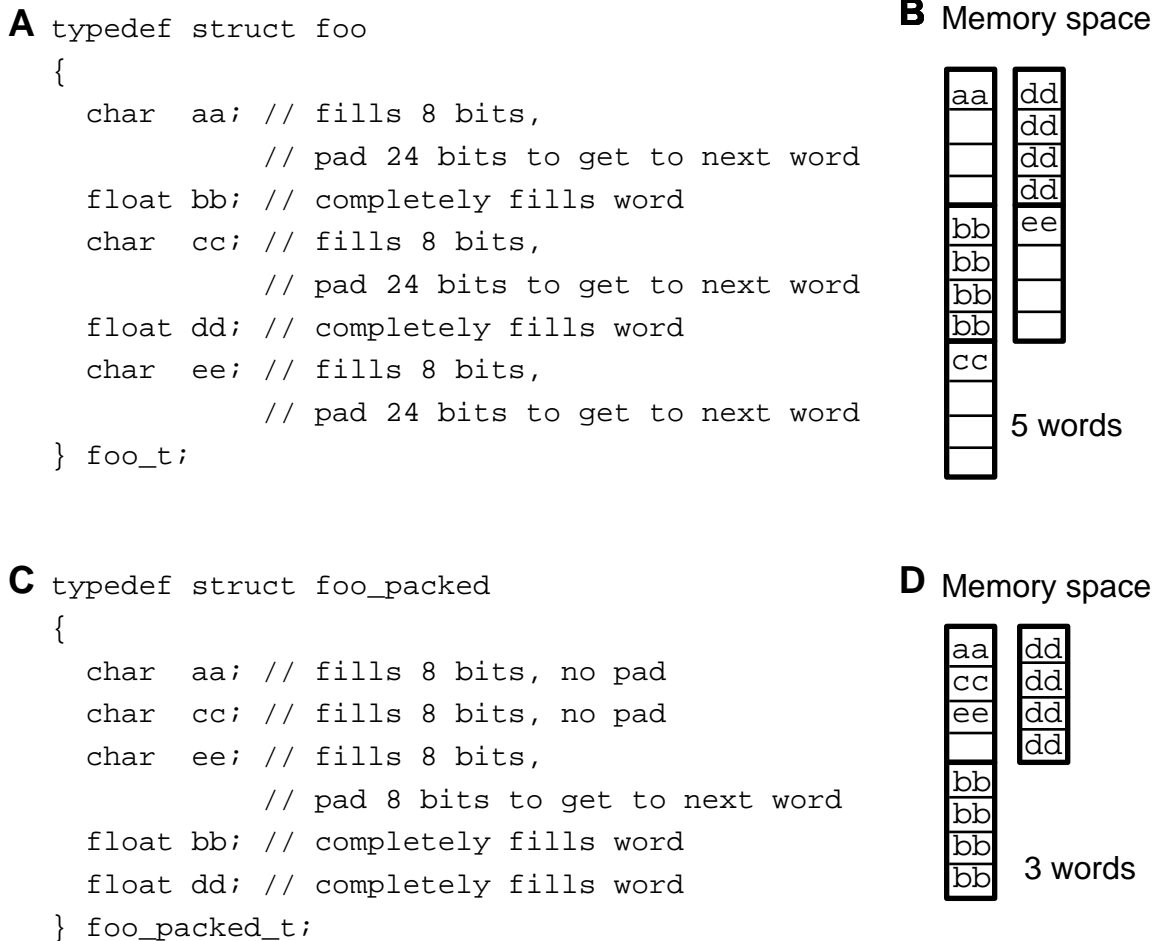 A typedef struct foo
{
char aa; // fills 8 bits,
// pad 24 bits to get to next word
float bb; // completely fills word
char cc; // fills 8 bits,
// pad 24 bits to get to next word
float dd; // completely fills word
char ee; // fills 8 bits,
// pad 24 bits to get to next word
} foo_t;
B Memory space
aa
bb
bb
bb
bb
cc
dd
dd
dd
dd
ee
5 words
C typedef struct foo_packed
{
char aa; // fills 8 bits, no pad
char cc; // fills 8 bits, no pad
char ee; // fills 8 bits,
// pad 8 bits to get to next word
float bb; // completely fills word
float dd; // completely fills word
} foo_packed_t;
D Memory space
aa
cc
ee
bb
bb
bb
bb
dd
dd
dd
dd
3 words